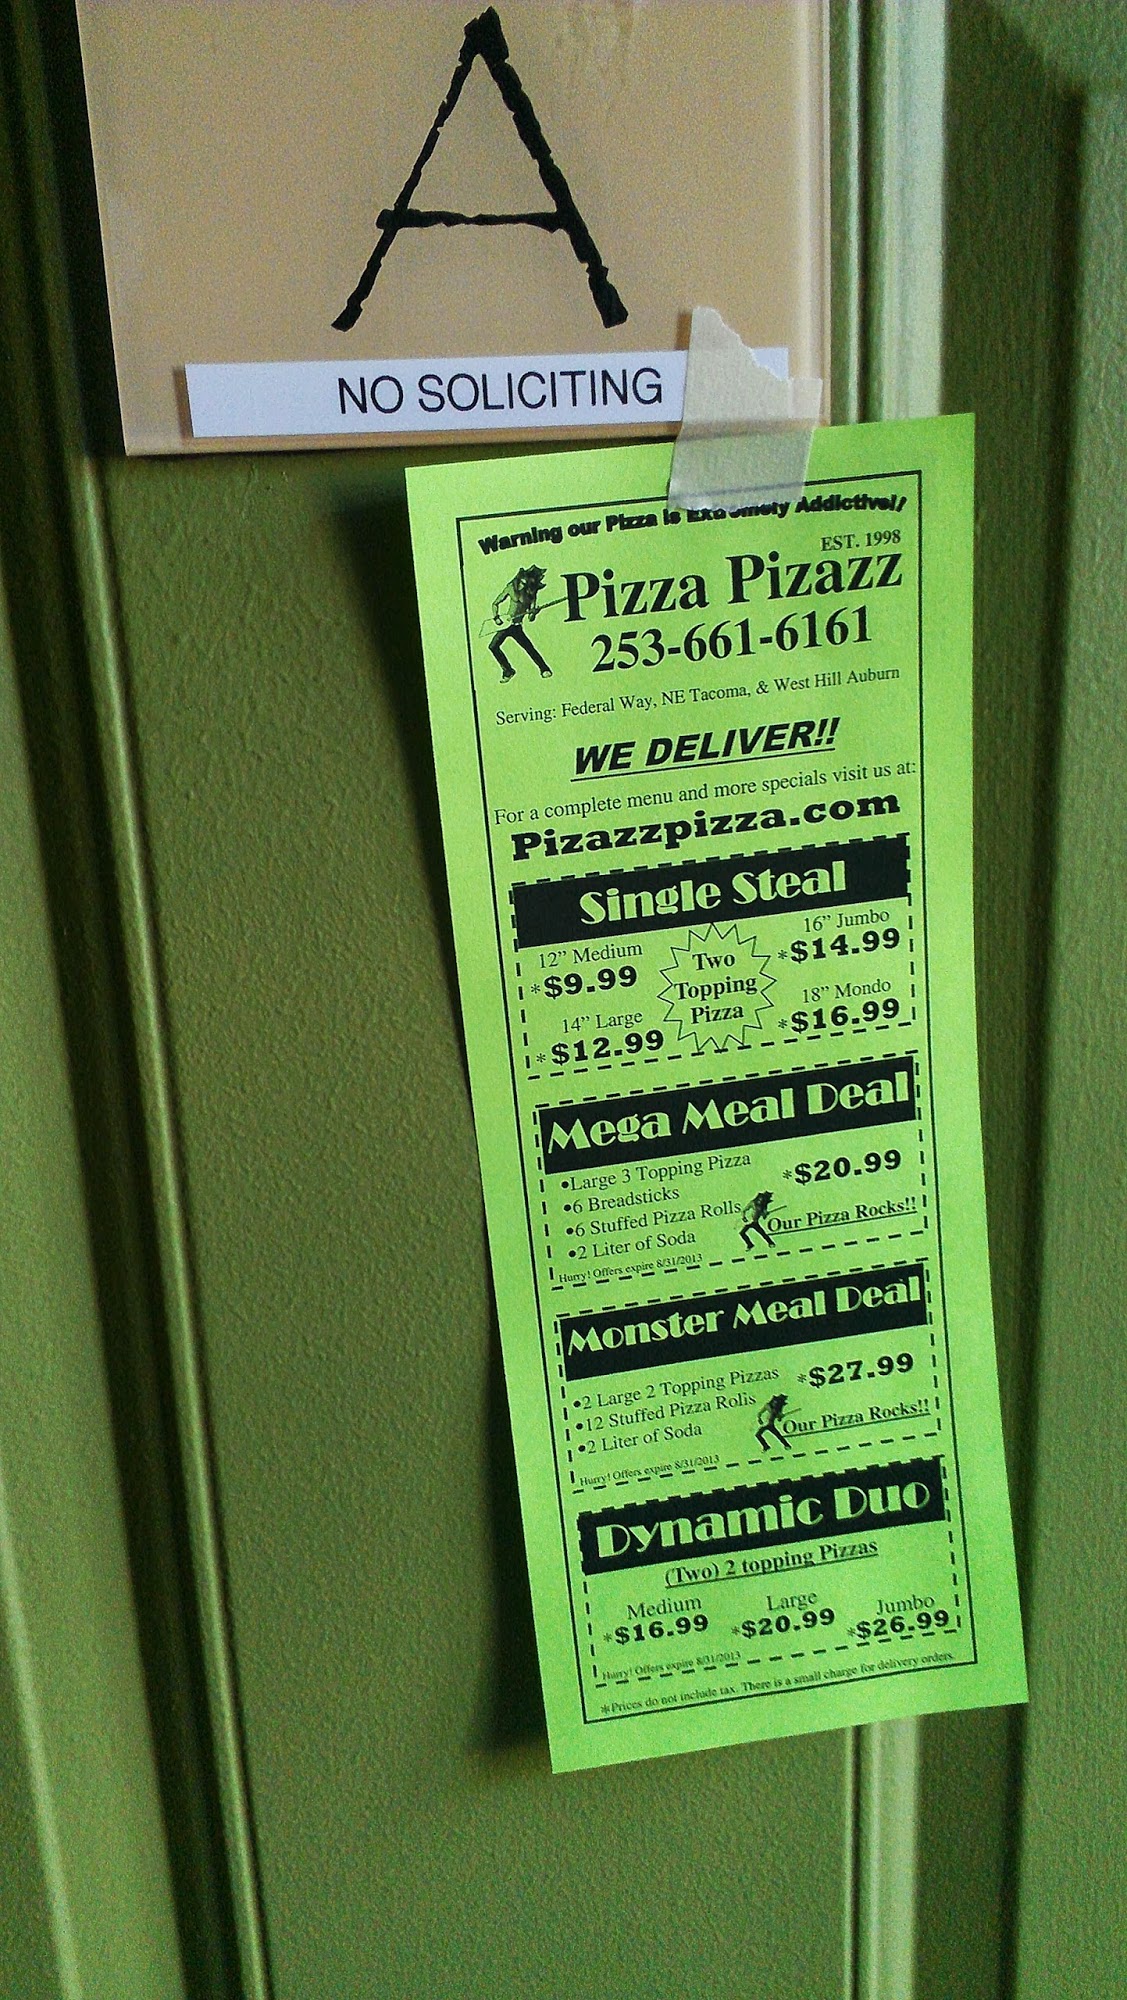 A
NO SOLICITING
Warning our Pizza is Extremely Addictive!!
EST. 1998
Pizza Pizazz
253-661-6161
Serving: Federal Way, NE Tacoma, & West Hill Auburn
WE DELIVER!!
For a complete menu and more specials visit us at:
Pizazzpizza.com
Single Steal
12” Medium
*$9.99
14” Large
*$12.99
Two
Topping
Pizza
16” Jumbo
*$14.99
18” Mondo
*$16.99
Mega Meal Deal
•Large 3 Topping Pizza
•6 Breadsticks
•6 Stuffed Pizza Rolls
•2 Liter of Soda
*$20.99
Our Pizza Rocks!!
Hurry! Offers expire 8/31/2013
Monster Meal Deal
•2 Large 2 Topping Pizzas
•12 Stuffed Pizza Rolls
•2 Liter of Soda
*$27.99
Our Pizza Rocks!!
Hurry! Offers expire 8/31/2013
Dynamic Duo
(Two) 2 topping Pizzas
Medium
*$16.99
Large
*$20.99
Jumbo
*$26.99
Hurry! Offers expire 8/31/2013
*Prices do not include tax. There is a small charge for delivery orders.